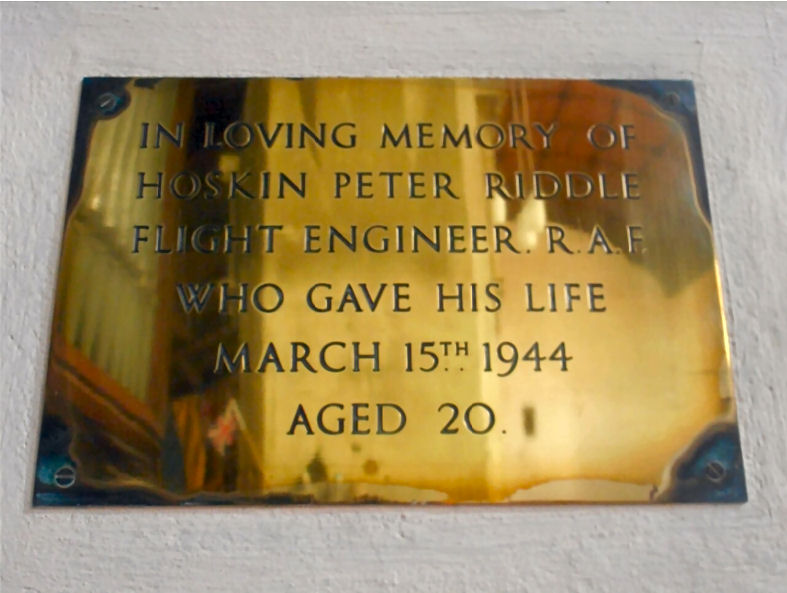 IN LOVING MEMORY OF
HOSKIN PETER RIDDLE
FLIGHT ENGINEER. R.A.F.
WHO GAVE HIS LIFE
MARCH 15TH 1944
AGED 20.